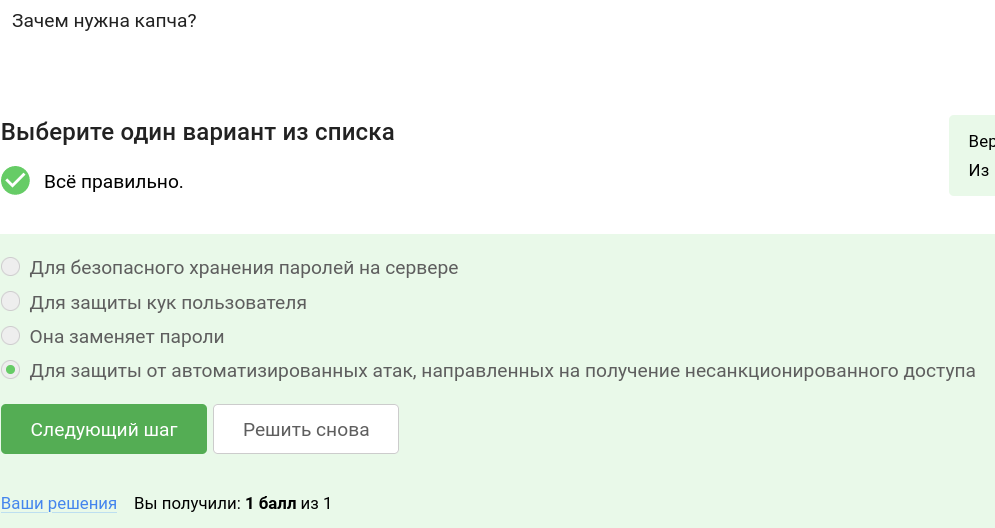 Зачем нужна капча?
Выберите один вариант из списка
Всё правильно.
Вер
Из
Для безопасного хранения паролей на сервере
Для защиты кук пользователя
Она заменяет пароли
Для защиты от автоматизированных атак, направленных на получение несанкционированного доступа
Следующий шаг
Решить снова
Ваши решения Вы получили: 1 балл из 1